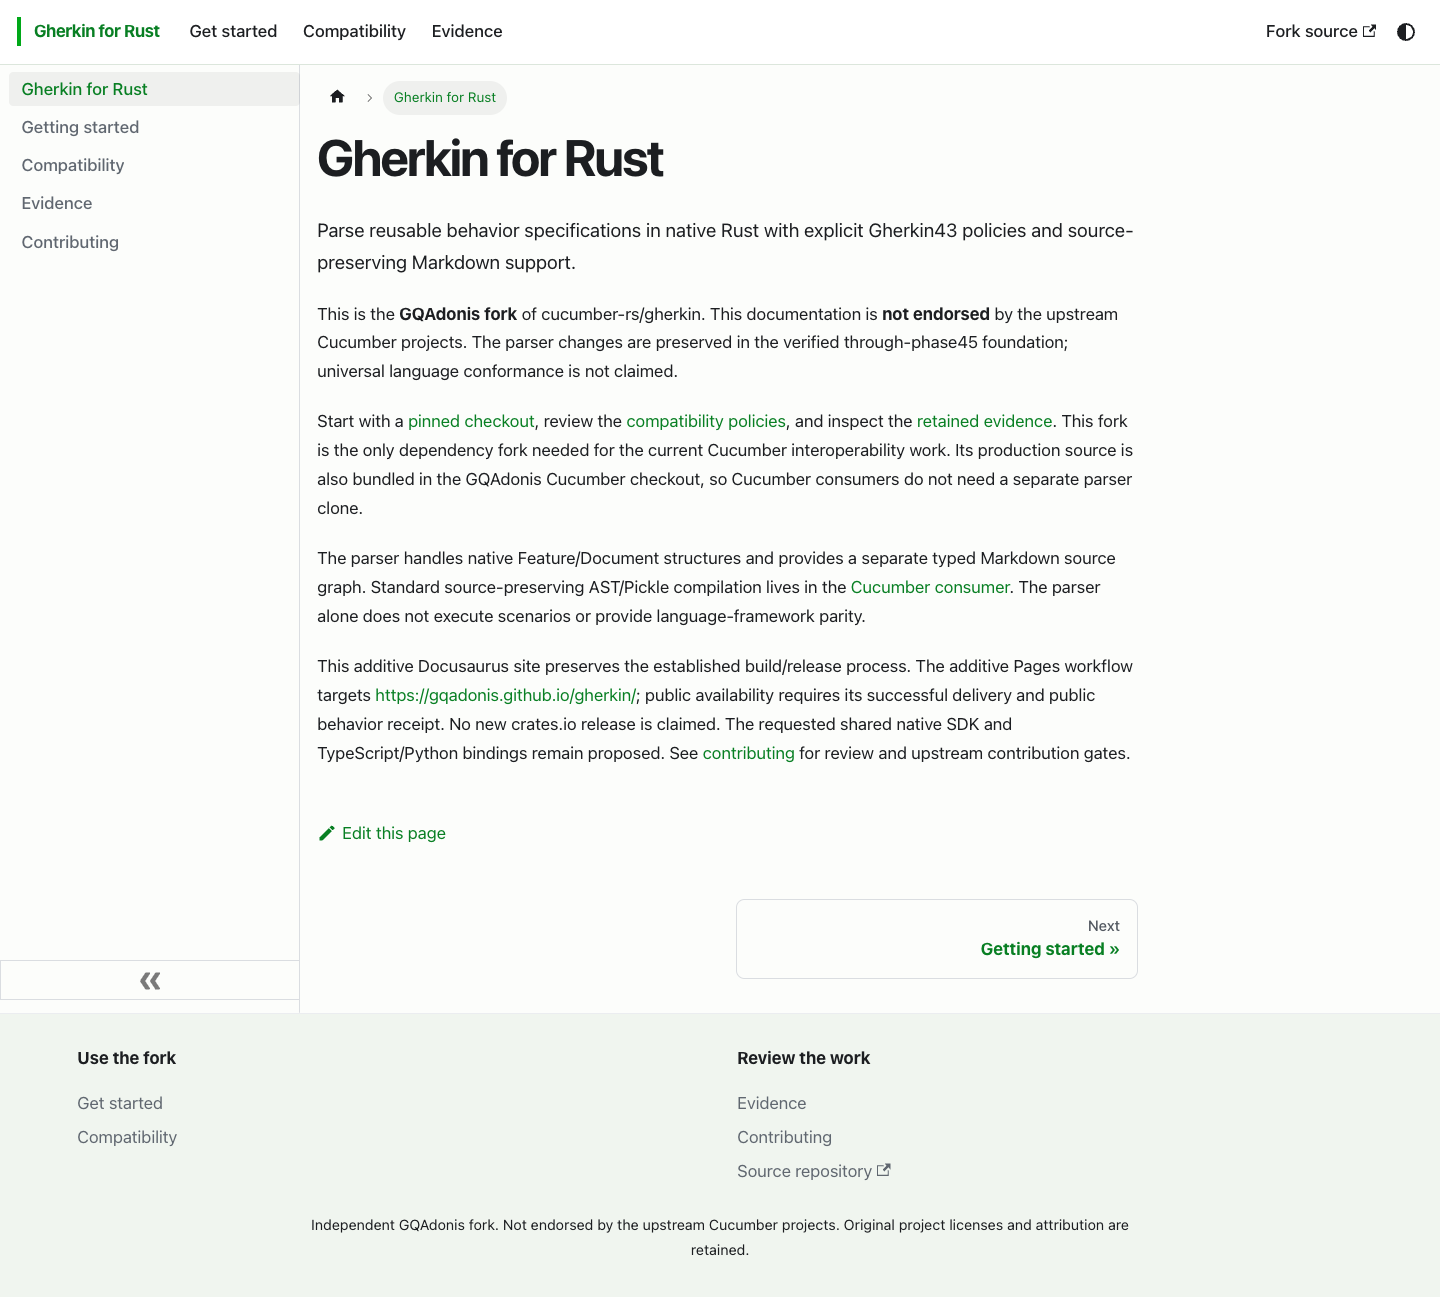 Gherkin for Rust Get started Compatibility Evidence Fork source
Gherkin for Rust
Getting started
Compatibility
Evidence
Contributing
Gherkin for Rust
Gherkin for Rust
Parse reusable behavior specifications in native Rust with explicit Gherkin43 policies and source-
preserving Markdown support.
This is the GQAdonis fork of cucumber-rs/gherkin. This documentation is not endorsed by the upstream
Cucumber projects. The parser changes are preserved in the verified through-phase45 foundation;
universal language conformance is not claimed.
Start with a pinned checkout, review the compatibility policies, and inspect the retained evidence. This fork
is the only dependency fork needed for the current Cucumber interoperability work. Its production source is
also bundled in the GQAdonis Cucumber checkout, so Cucumber consumers do not need a separate parser
clone.
The parser handles native Feature/Document structures and provides a separate typed Markdown source
graph. Standard source-preserving AST/Pickle compilation lives in the Cucumber consumer. The parser
alone does not execute scenarios or provide language-framework parity.
This additive Docusaurus site preserves the established build/release process. The additive Pages workflow
targets https://gqadonis.github.io/gherkin/; public availability requires its successful delivery and public
behavior receipt. No new crates.io release is claimed. The requested shared native SDK and
TypeScript/Python bindings remain proposed. See contributing for review and upstream contribution gates.
Edit this page
Next
Getting started »
Use the fork
Get started
Compatibility
Review the work
Evidence
Contributing
Source repository
Independent GQAdonis fork. Not endorsed by the upstream Cucumber projects. Original project licenses and attribution are
retained.